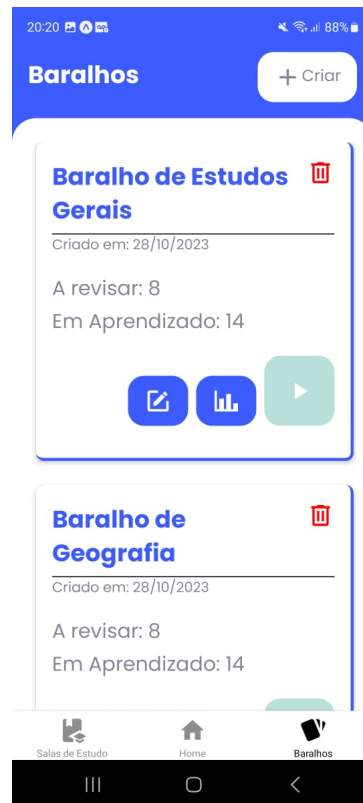 20:20
88%
Baralhos
+ Criar
Baralho de Estudos
Gerais
Criado em: 28/10/2023
A revisar: 8
Em Aprendizado: 14
Baralho de
Geografia
Criado em: 28/10/2023
A revisar: 8
Em Aprendizado: 14
Salas de Estudo
Home
Baralhos